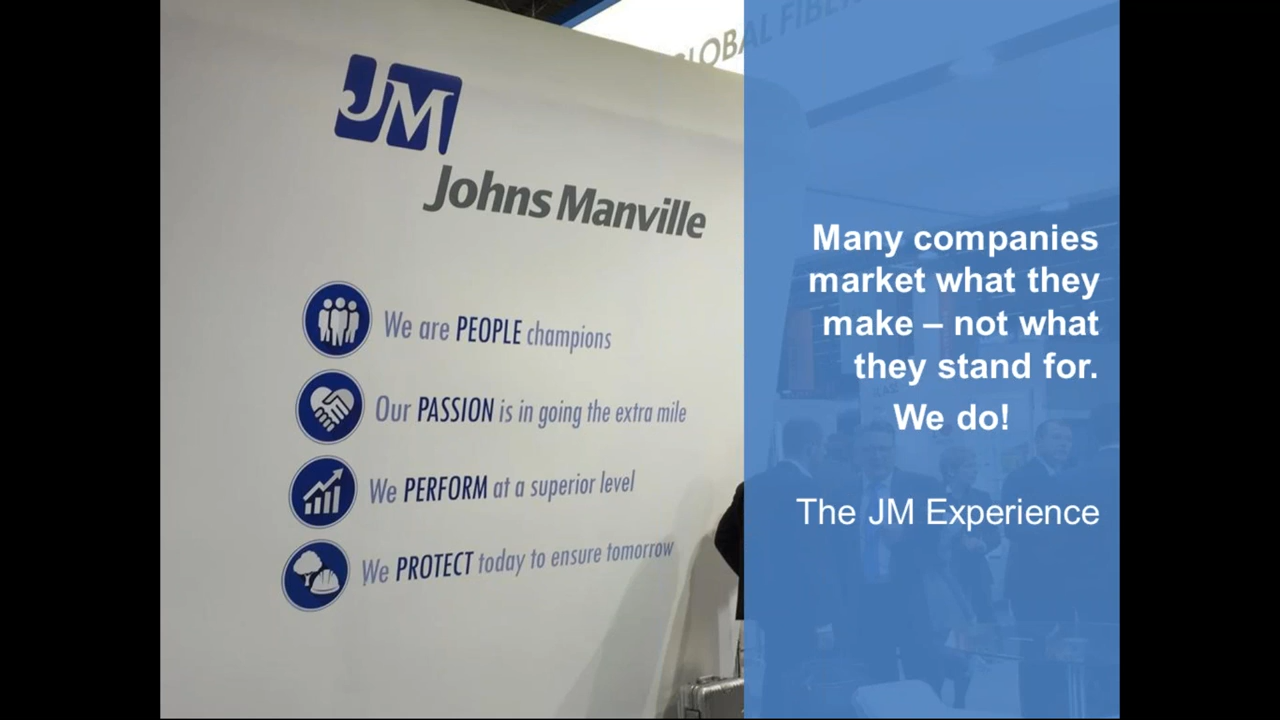 GLOBAL FIBER
JM
Johns Manville
We are PEOPLE champions
Our PASSION is in going the extra mile
We PERFORM at a superior level
We PROTECT today to ensure tomorrow
Many companies
market what they
make – not what
they stand for.
We do!
The JM Experience